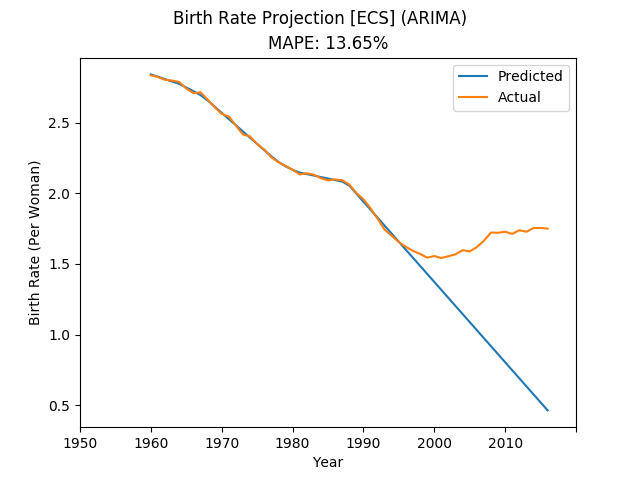 Birth Rate Projection [ECS] (ARIMA)
MAPE: 13.65%
Predicted
Actual
Birth Rate (Per Woman)
2.5
2.0
1.5
1.0
0.5
1950 1960 1970 1980 1990 2000 2010
Year